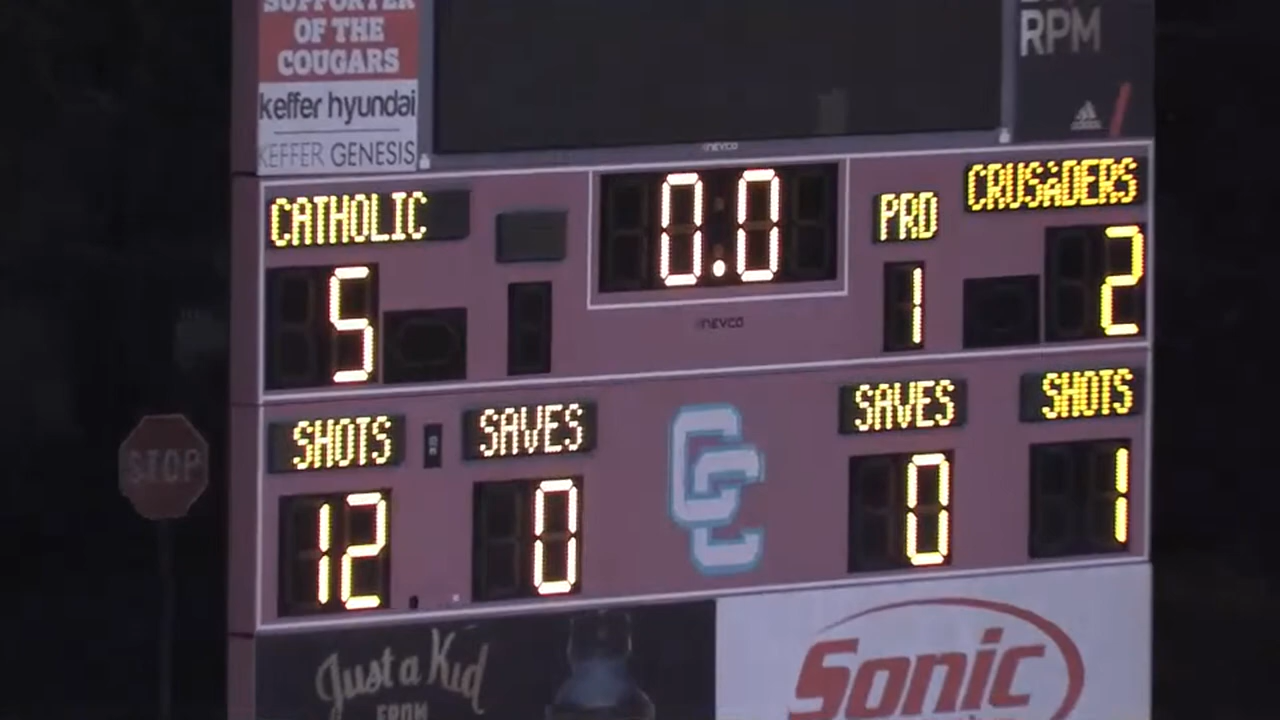 SUPPORTER
OF THE
COUGARS
keffer hyundai
KEFFER GENESIS
RPM
NEVCO
CATHOLIC
0.0
PRD
CRUSADERS
5
1
2
NEVCO
SHOTS
SAVES
SAVES
SHOTS
12
0
CC
0
1
STOP
Just a Kid
FROM
Sonic